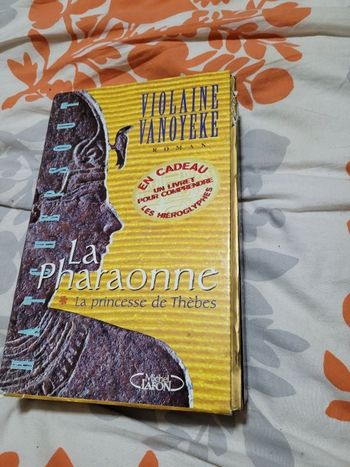 VIOLAINE
VANOYEKE
ROMAN
EN CADEAU
UN LIVRET
POUR COMPRENDRE
LES HIÉROGLYPHES
HATCHEPSOUT
La
Pharaonne
* La princesse de Thèbes
Michel
LAFON